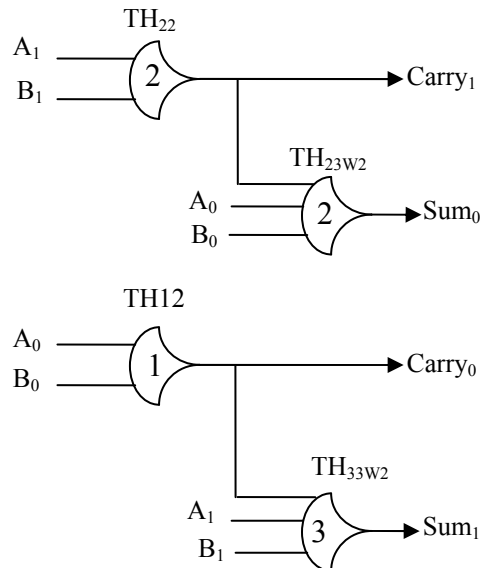 TH₂₂
A₁
2
Carry₁
B₁
TH₂₃W₂
A₀
2
Sum₀
B₀
TH12
A₀
1
Carry₀
B₀
TH₃₃W₂
A₁
3
Sum₁
B₁